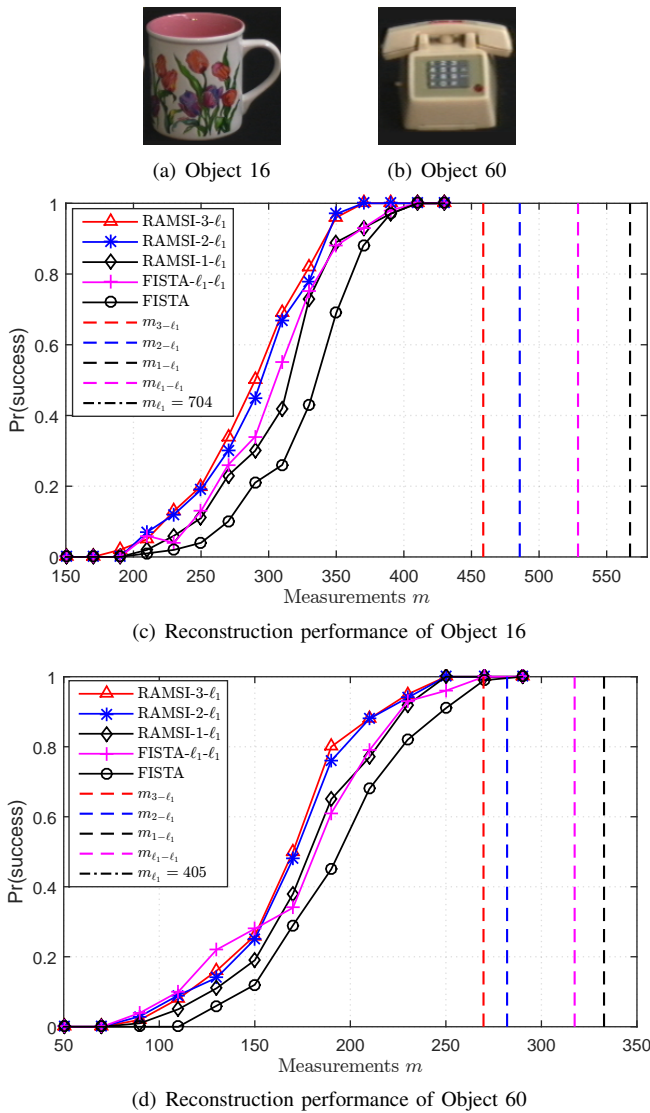 (a) Object 16
(b) Object 60
Pr(success)
1
0.8
0.6
0.4
0.2
0
RAMSI-3-ℓ₁
RAMSI-2-ℓ₁
RAMSI-1-ℓ₁
FISTA-ℓ₁-ℓ₁
FISTA
m₃₋ℓ₁
m₂₋ℓ₁
m₁₋ℓ₁
mℓ₁₋ℓ₁
mℓ₁ = 704
150 200 250 300 350 400 450 500 550
Measurements m
(c) Reconstruction performance of Object 16
Pr(success)
1
0.8
0.6
0.4
0.2
0
RAMSI-3-ℓ₁
RAMSI-2-ℓ₁
RAMSI-1-ℓ₁
FISTA-ℓ₁-ℓ₁
FISTA
m₃₋ℓ₁
m₂₋ℓ₁
m₁₋ℓ₁
mℓ₁₋ℓ₁
mℓ₁ = 405
50 100 150 200 250 300 350
Measurements m
(d) Reconstruction performance of Object 60